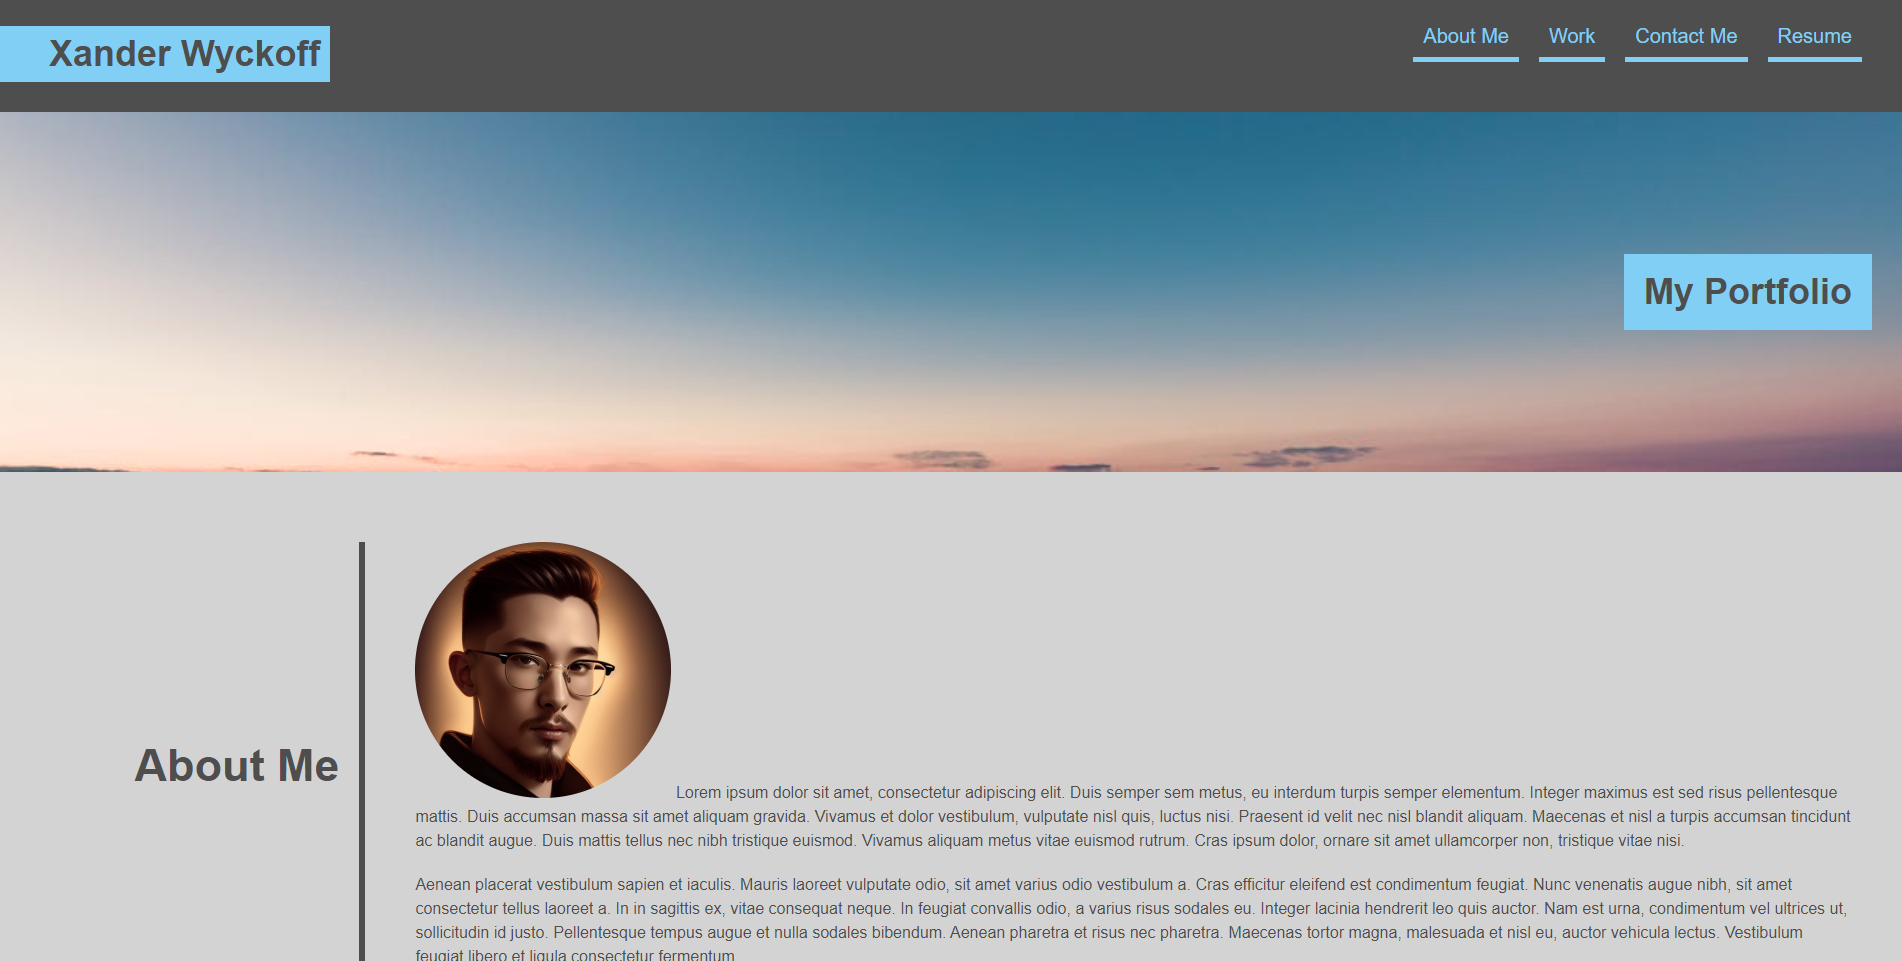 Xander Wyckoff
About Me
Work
Contact Me
Resume
My Portfolio
About Me
Lorem ipsum dolor sit amet, consectetur adipiscing elit. Duis semper sem metus, eu interdum turpis semper elementum. Integer maximus est sed risus pellentesque
mattis. Duis accumsan massa sit amet aliquam gravida. Vivamus et dolor vestibulum, vulputate nisl quis, luctus nisi. Praesent id velit nec nisl blandit aliquam. Maecenas et nisl a turpis accumsan tincidunt
ac blandit augue. Duis mattis tellus nec nibh tristique euismod. Vivamus aliquam metus vitae euismod rutrum. Cras ipsum dolor, ornare sit amet ullamcorper non, tristique vitae nisi.
Aenean placerat vestibulum sapien et iaculis. Mauris laoreet vulputate odio, sit amet varius odio vestibulum a. Cras efficitur eleifend est condimentum feugiat. Nunc venenatis augue nibh, sit amet
consectetur tellus laoreet a. In in sagittis ex, vitae consequat neque. In feugiat convallis odio, a varius risus sodales eu. Integer lacinia hendrerit leo quis auctor. Nam est urna, condimentum vel ultrices ut,
sollicitudin id justo. Pellentesque tempus augue et nulla sodales bibendum. Aenean pharetra et risus nec pharetra. Maecenas tortor magna, malesuada et nisl eu, auctor vehicula lectus. Vestibulum
feugiat libero et ligula consectetur fermentum.